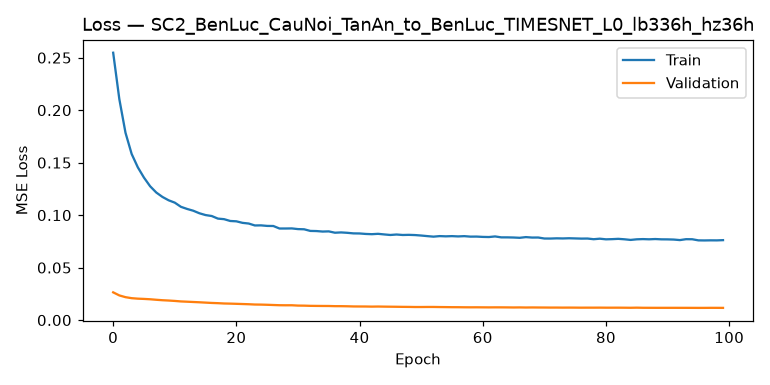 Loss — SC2_BenLuc_CauNoi_TanAn_to_BenLuc_TIMESNET_L0_lb336h_hz36h
Train
Validation
MSE Loss
0.25
0.20
0.15
0.10
0.05
0.00
0 20 40 60 80 100
Epoch